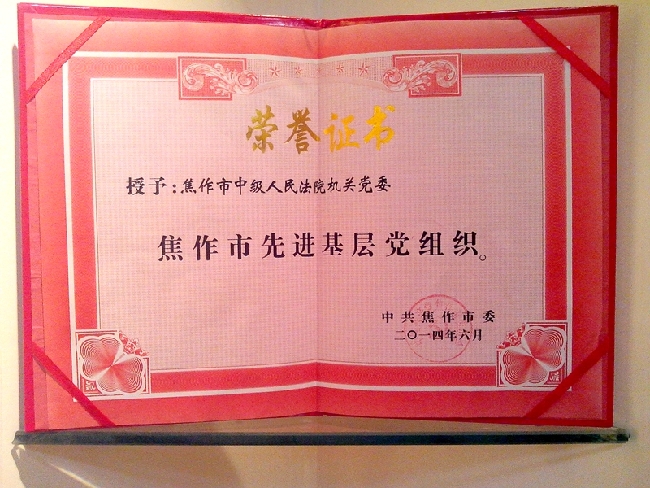 荣誉证书
授予：焦作市中级人民法院机关党委
焦作市先进基层党组织。
中共焦作市委
二〇一四年六月